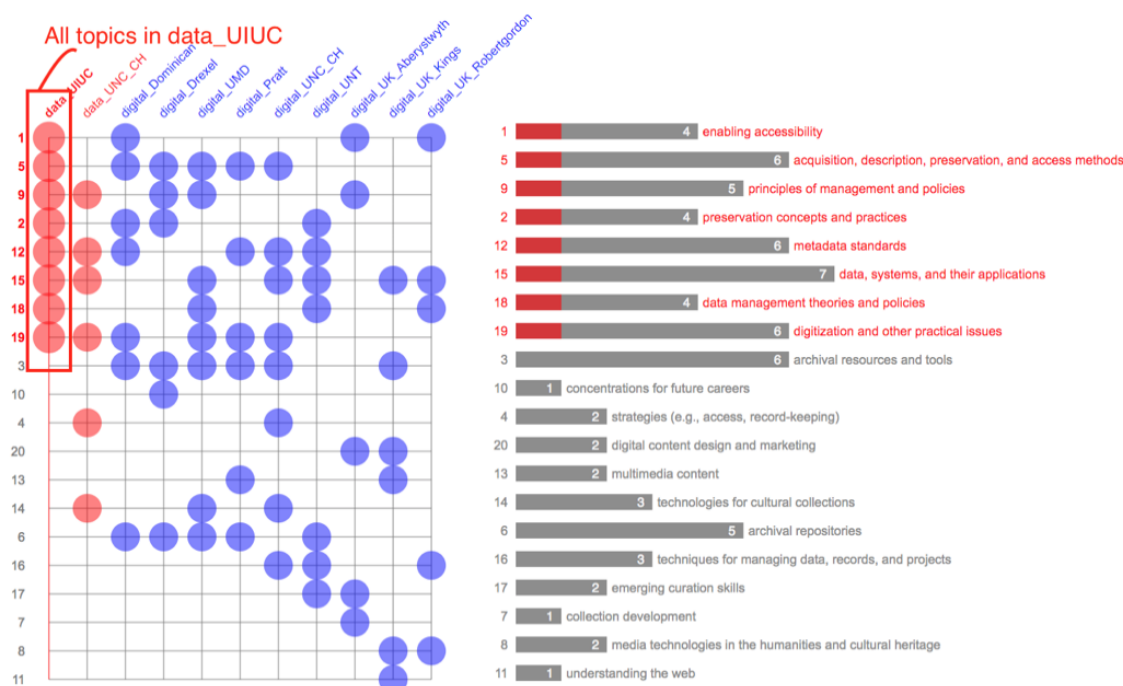 All topics in data_UIUC
data_UIUC
data_UNC_CH
digital_Dominican
digital_Drexel
digital_UMD
digital_Pratt
digital_UNC_CH
digital_UNT
digital_UK_Aberystwyth
digital_UK_Kings
digital_UK_Robertgordon
1 1 4 enabling accessibility
5 5 6 acquisition, description, preservation, and access methods
9 9 5 principles of management and policies
2 2 4 preservation concepts and practices
12 12 6 metadata standards
15 15 7 data, systems, and their applications
18 18 4 data management theories and policies
19 19 6 digitization and other practical issues
3 3 6 archival resources and tools
10 10 1 concentrations for future careers
4 4 2 strategies (e.g., access, record-keeping)
20 20 2 digital content design and marketing
13 13 2 multimedia content
14 14 3 technologies for cultural collections
6 6 5 archival repositories
16 16 3 techniques for managing data, records, and projects
17 17 2 emerging curation skills
7 7 1 collection development
8 8 2 media technologies in the humanities and cultural heritage
11 11 1 understanding the web